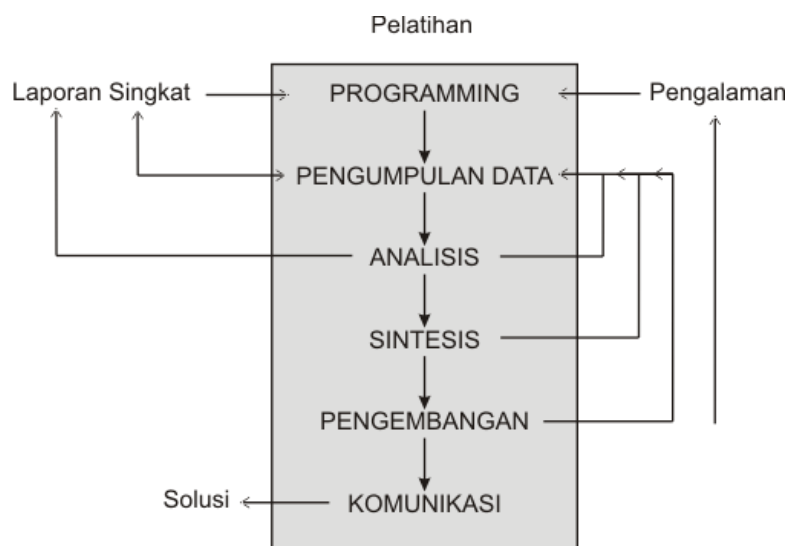 Pelatihan
Laporan Singkat
PROGRAMMING
Pengalaman
PENGUMPULAN DATA
ANALISIS
SINTESIS
PENGEMBANGAN
Solusi
KOMUNIKASI